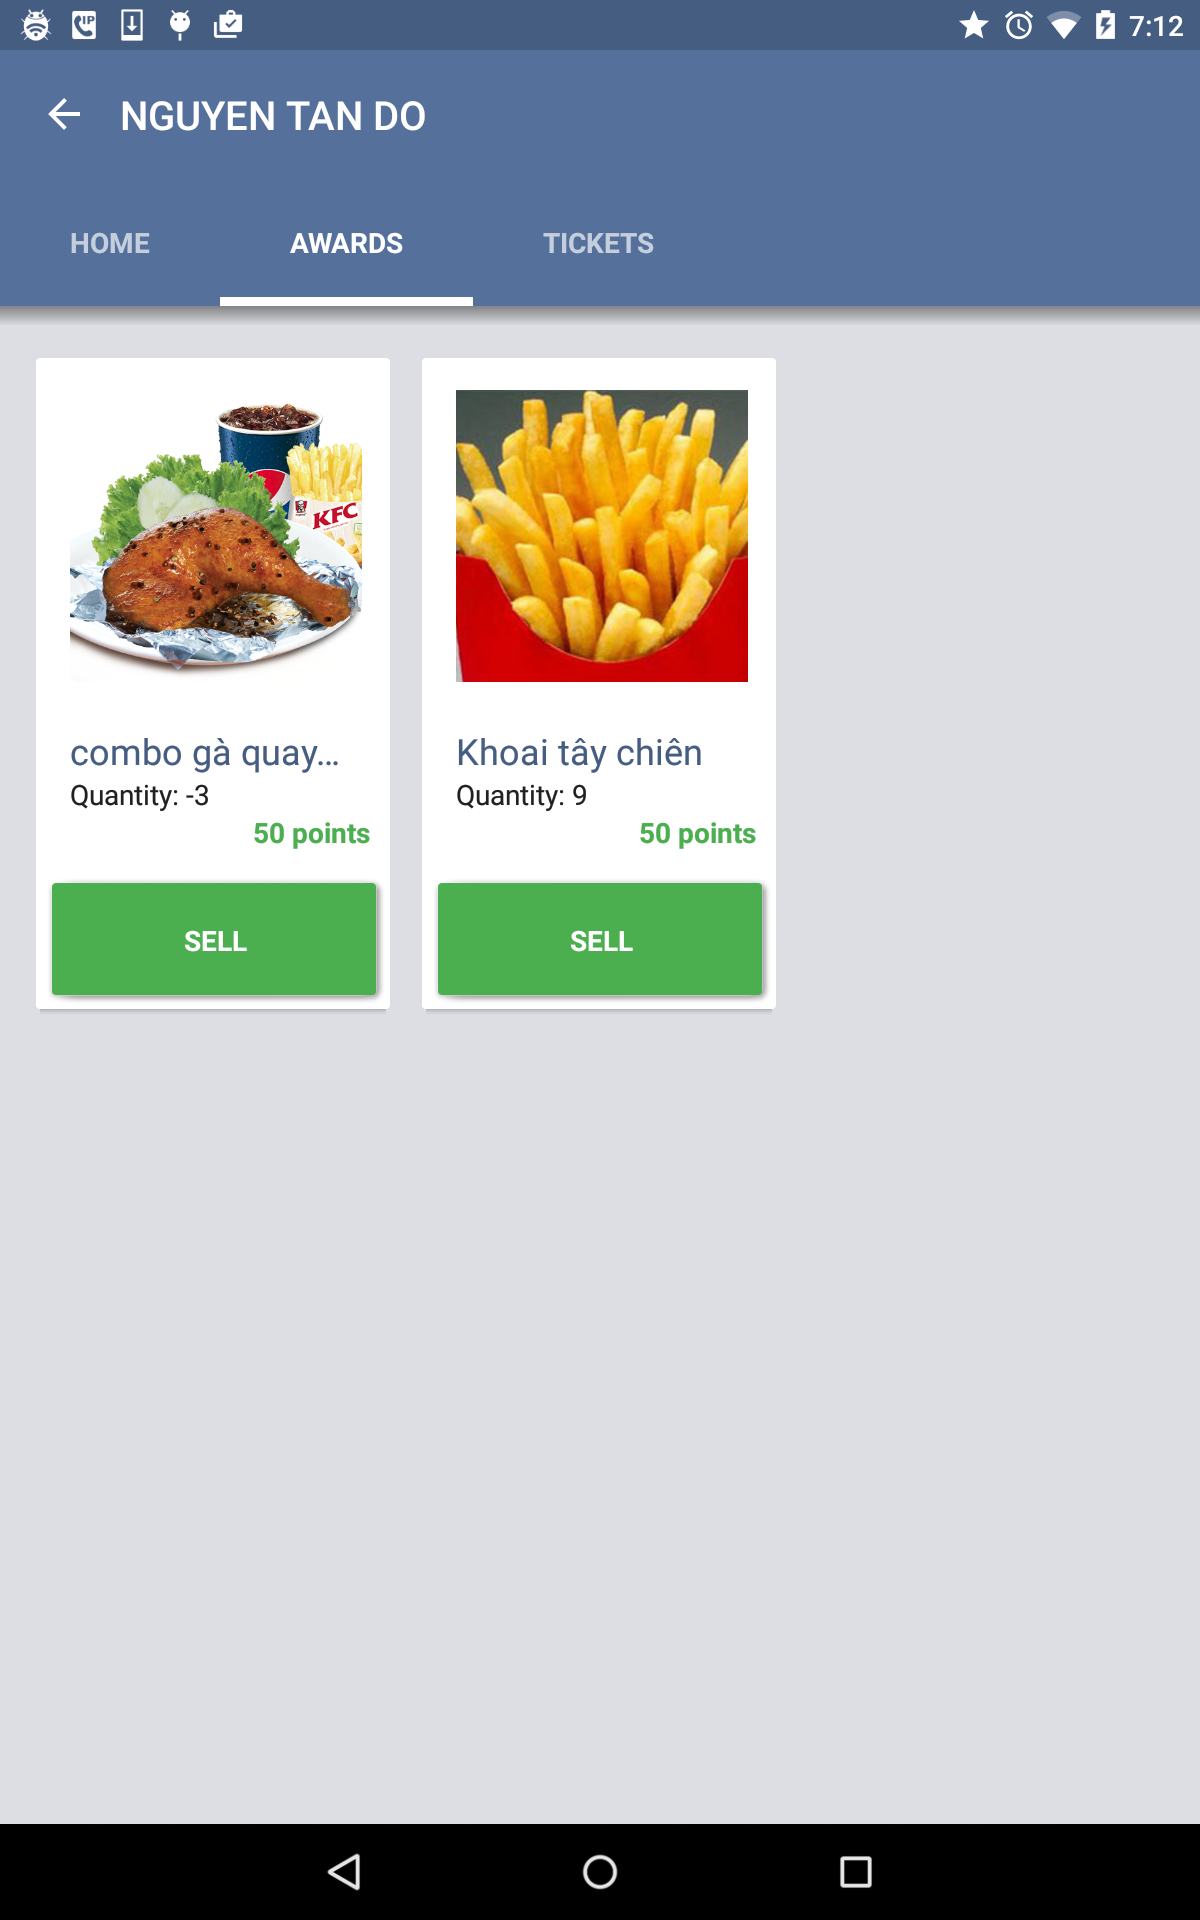 7:12
NGUYEN TAN DO
HOME AWARDS TICKETS
KFC
combo gà quay...
Quantity: -3
50 points
SELL
Khoai tây chiên
Quantity: 9
50 points
SELL